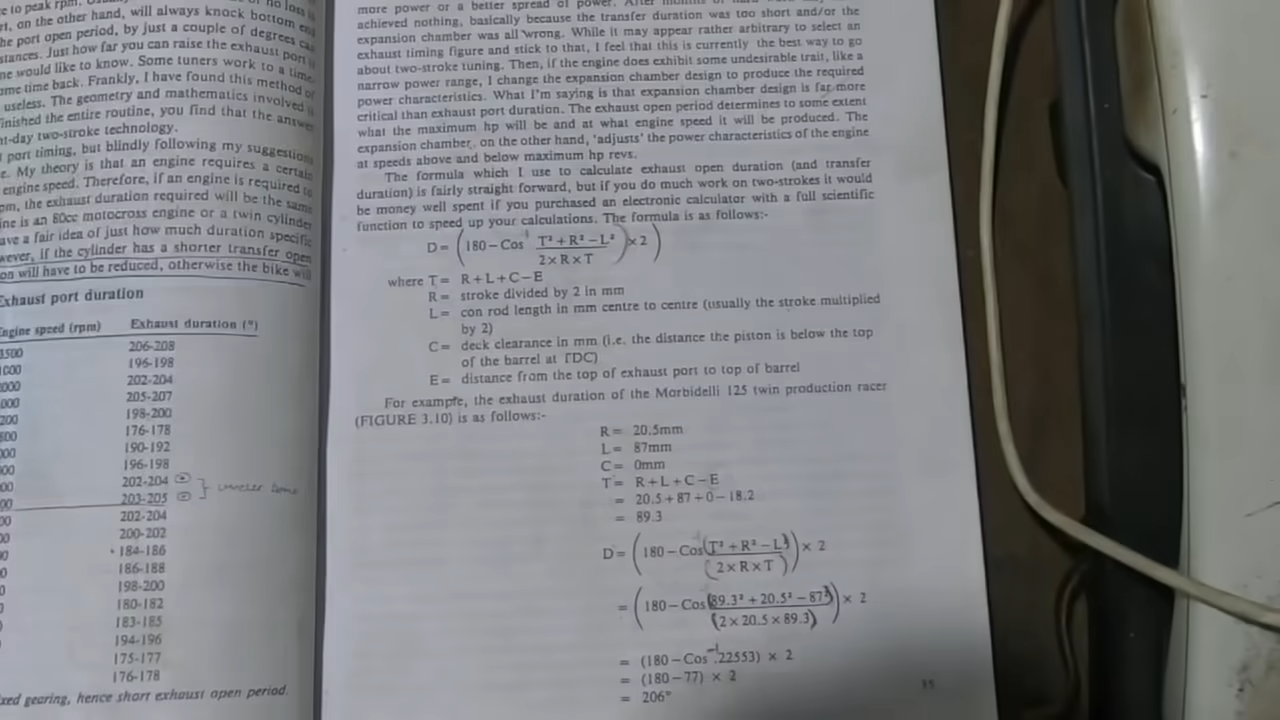 to peak rpm.
rt, on the other hand, will always knock bottom end
he port open period, by just a couple of degrees can
stances. Just how far you can raise the exhaust port
ne would like to know. Some tuners work to a time
ame time back. Frankly, I have found this method of
useless. The geometry and mathematics involved
inished the entire routine, you find that the answer
nt-day two-stroke technology.
port timing, but blindly following my suggestions
e. My theory is that an engine requires a certain
engine speed. Therefore, if an engine is required to
pm, the exhaust duration required will be the same
ine is an 80cc motocross engine or a twin cylinder
ave a fair idea of just how much duration specific
wever, if the cylinder has a shorter transfer open
on will have to be reduced, otherwise the bike will
Exhaust port duration
Engine speed (rpm) Exhaust duration (°)
206-208
196-198
202-204
205-207
198-200
176-178
190-192
196-198
202-204
203-205
202-204
200-202
184-186
186-188
198-200
180-182
183-185
194-196
175-177
176-178
xed gearing, hence short exhaust open period.
more power or a better spread of power. After months of
achieved nothing, basically because the transfer duration was too short and/or the
expansion chamber was all wrong. While it may appear rather arbitrary to select an
exhaust timing figure and stick to that, I feel that this is currently the best way to go
about two-stroke tuning. Then, if the engine does exhibit some undesirable trait, like a
narrow power range, I change the expansion chamber design to produce the required
power characteristics. What I'm saying is that expansion chamber design is far more
critical than exhaust port duration. The exhaust open period determines to some extent
what the maximum hp will be and at what engine speed it will be produced. The
expansion chamber, on the other hand, 'adjusts' the power characteristics of the engine
at speeds above and below maximum hp revs.
The formula which I use to calculate exhaust open duration (and transfer
duration) is fairly straight forward, but if you do much work on two-strokes it would
be money well spent if you purchased an electronic calculator with a full scientific
function to speed up your calculations. The formula is as follows:-
D = (180 – Cos T² + R² – L² / 2 × R × T) × 2)
where T = R + L + C – E
R = stroke divided by 2 in mm
L = con rod length in mm centre to centre (usually the stroke multiplied
by 2)
C = deck clearance in mm (i.e. the distance the piston is below the top
of the barrel at TDC)
E = distance from the top of exhaust port to top of barrel
For example, the exhaust duration of the Morbidelli 125 twin production racer
(FIGURE 3.10) is as follows:-
R = 20.5mm
L = 87mm
C = 0mm
T = R + L + C – E
= 20.5 + 87 + 0 – 18.2
= 89.3
D = (180 – Cos (T² + R² – L²) / (2 × R × T)) × 2
= (180 – Cos (89.3² + 20.5² – 87²) / (2 × 20.5 × 89.3)) × 2
= (180 – Cos⁻¹ .22553) × 2
= (180 – 77) × 2
= 206°